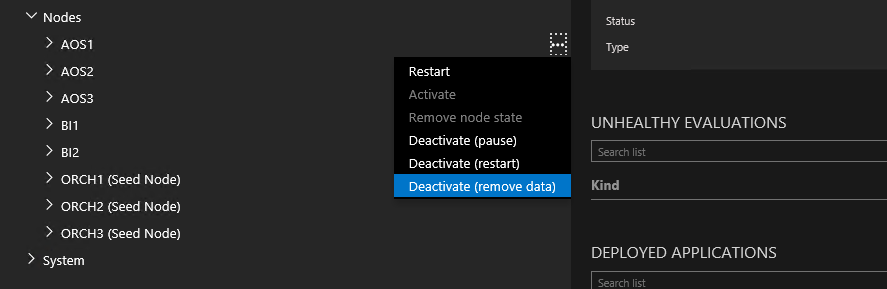 Nodes
AOS1
AOS2
AOS3
BI1
BI2
ORCH1 (Seed Node)
ORCH2 (Seed Node)
ORCH3 (Seed Node)
System
Restart
Activate
Remove node state
Deactivate (pause)
Deactivate (restart)
Deactivate (remove data)
Status
Type
UNHEALTHY EVALUATIONS
Search list
Kind
DEPLOYED APPLICATIONS
Search list